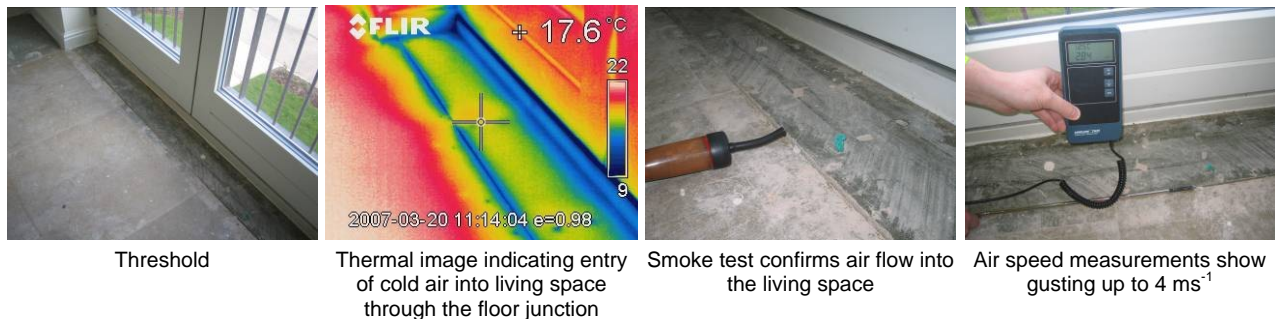 FLIR
17.6 °C
22
9
2007-03-20 11:14:04 e=0.98
Threshold
Thermal image indicating entry
of cold air into living space
through the floor junction
Smoke test confirms air flow into
the living space
Air speed measurements show
gusting up to 4 ms⁻¹